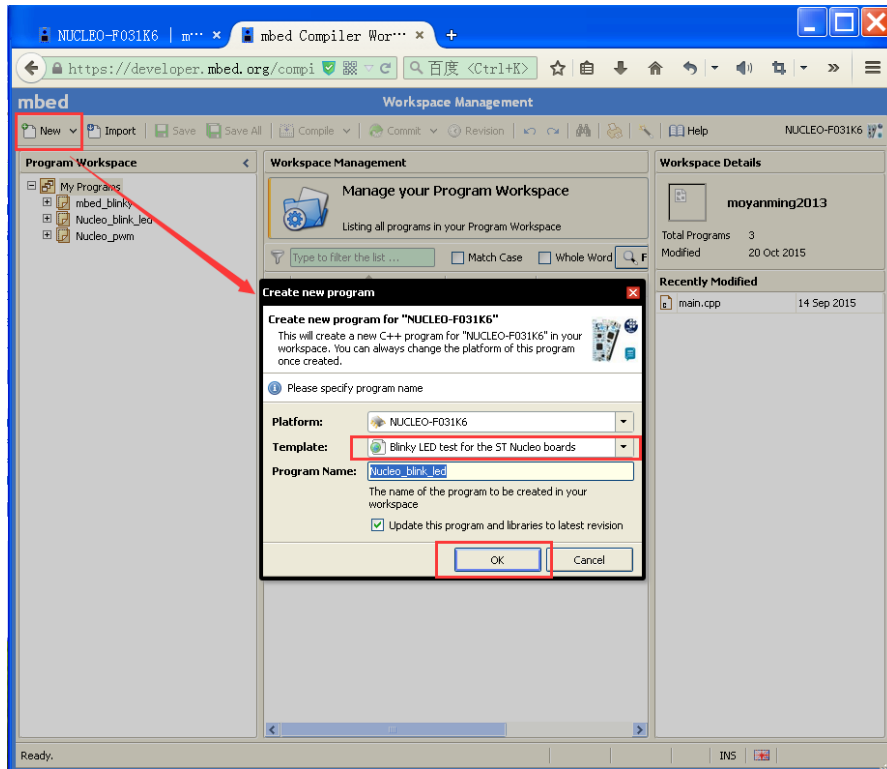 NUCLEO-F031K6 | m··· ×
mbed Compiler Wor··· ×
+
https://developer.mbed.org/compi
百度 <Ctrl+K>
mbed
Workspace Management
New
Import
Save
Save All
Compile
Commit
Revision
Help
NUCLEO-F031K6
Program Workspace
<
My Programs
mbed_blinky
Nucleo_blink_led
Nucleo_pwm
Workspace Management
Manage your Program Workspace
Listing all programs in your Program Workspace
Type to filter the list ...
Match Case
Whole Word
F
Workspace Details
moyanming2013
Total Programs 3
Modified 20 Oct 2015
Recently Modified
main.cpp 14 Sep 2015
Create new program
Create new program for "NUCLEO-F031K6"
This will create a new C++ program for "NUCLEO-F031K6" in your
workspace. You can always change the platform of this program
once created.
Please specify program name
Platform: NUCLEO-F031K6
Template: Blinky LED test for the ST Nucleo boards
Program Name: Nucleo_blink_led
The name of the program to be created in your
workspace
Update this program and libraries to latest revision
OK
Cancel
Ready.
INS